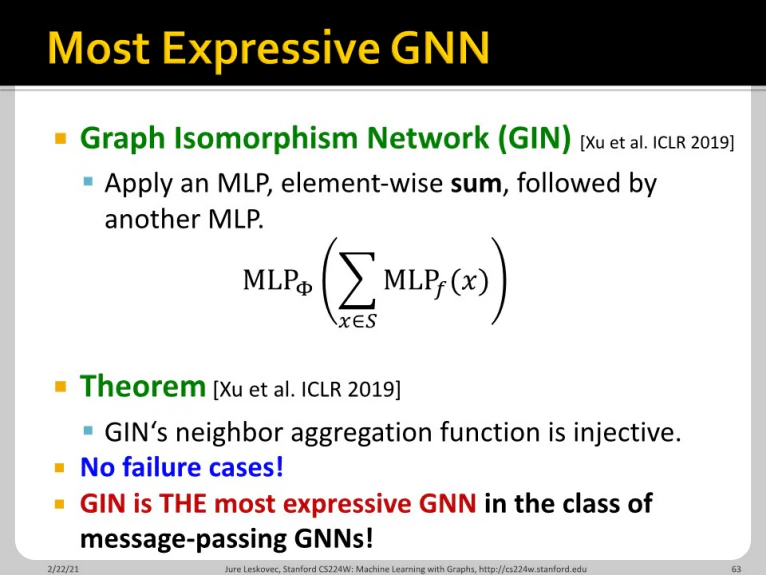 Most Expressive GNN
Graph Isomorphism Network (GIN) [Xu et al. ICLR 2019]
Apply an MLP, element-wise sum, followed by
another MLP.
MLP_Φ ( ∑_{x∈S} MLP_f (x) )
Theorem [Xu et al. ICLR 2019]
GIN‘s neighbor aggregation function is injective.
No failure cases!
GIN is THE most expressive GNN in the class of
message-passing GNNs!
2/22/21 Jure Leskovec, Stanford CS224W: Machine Learning with Graphs, http://cs224w.stanford.edu 63